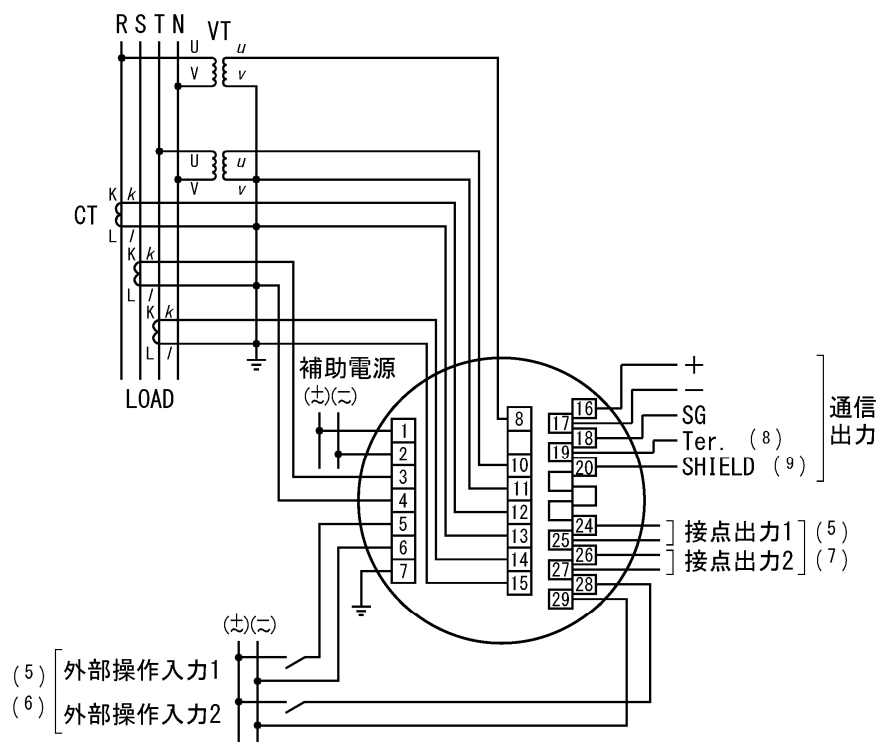 R S T N
VT
U u
V v
U u
V v
CT
K k
L l
K k
L l
K k
L l
LOAD
補助電源
(±)(−)
1
2
3
4
5
6
7
8
10
11
12
13
14
15
16
17
18
19
20
24
25
26
27
28
29
+
−
SG
Ter. (8)
SHIELD (9)
通信
出力
接点出力1 (5)
接点出力2 (7)
(±)(−)
(5) 外部操作入力1
(6) 外部操作入力2